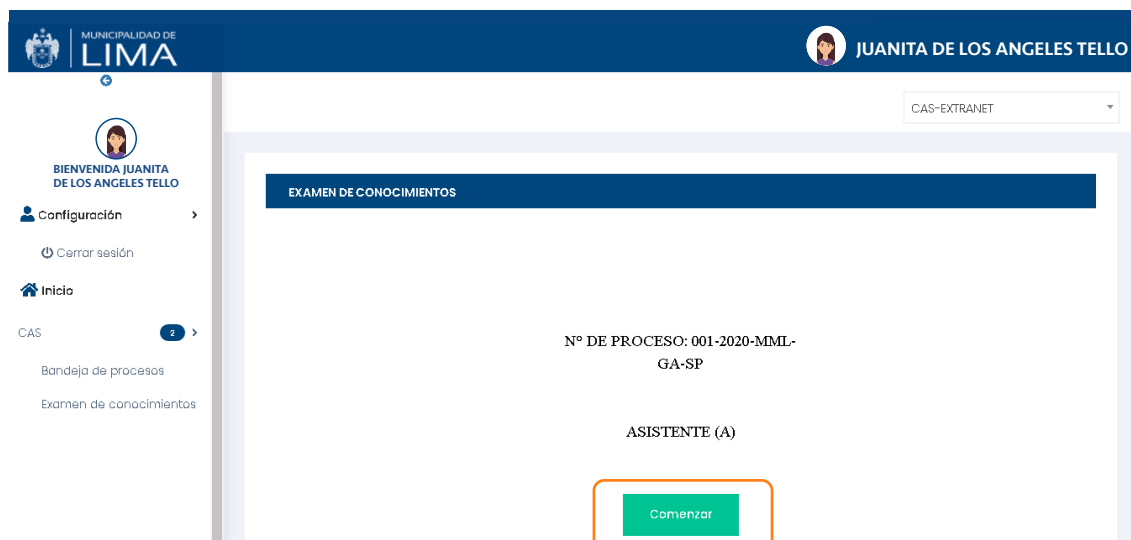 MUNICIPALIDAD DE
LIMA
JUANITA DE LOS ANGELES TELLO
CAS-EXTRANET
BIENVENIDA JUANITA
DE LOS ANGELES TELLO
Configuración
Cerrar sesión
Inicio
CAS 2
Bandeja de procesos
Examen de conocimientos
EXAMEN DE CONOCIMIENTOS
N° DE PROCESO: 001-2020-MML-
GA-SP
ASISTENTE (A)
Comenzar